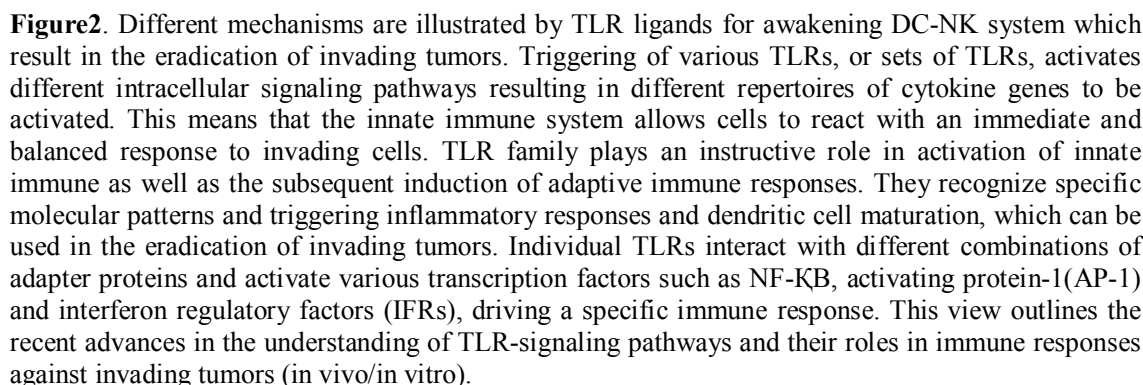 Figure2. Different mechanisms are illustrated by TLR ligands for awakening DC-NK system which
result in the eradication of invading tumors. Triggering of various TLRs, or sets of TLRs, activates
different intracellular signaling pathways resulting in different repertoires of cytokine genes to be
activated. This means that the innate immune system allows cells to react with an immediate and
balanced response to invading cells. TLR family plays an instructive role in activation of innate
immune as well as the subsequent induction of adaptive immune responses. They recognize specific
molecular patterns and triggering inflammatory responses and dendritic cell maturation, which can be
used in the eradication of invading tumors. Individual TLRs interact with different combinations of
adapter proteins and activate various transcription factors such as NF-ҚB, activating protein-1(AP-1)
and interferon regulatory factors (IFRs), driving a specific immune response. This view outlines the
recent advances in the understanding of TLR-signaling pathways and their roles in immune responses
against invading tumors (in vivo/in vitro).